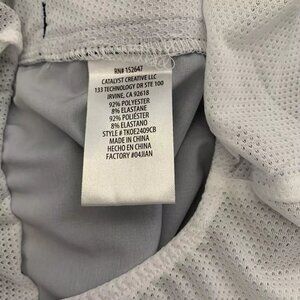 RN# 152647
CATALYST CREATIVE LLC
133 TECHNOLOGY DR STE 100
IRVINE, CA 92618
92% POLYESTER
8% ELASTANE
92% POLIÉSTER
8% ELASTANO
STYLE # TKOE2409CB
MADE IN CHINA
HECHO EN CHINA
FACTORY #04JIAN